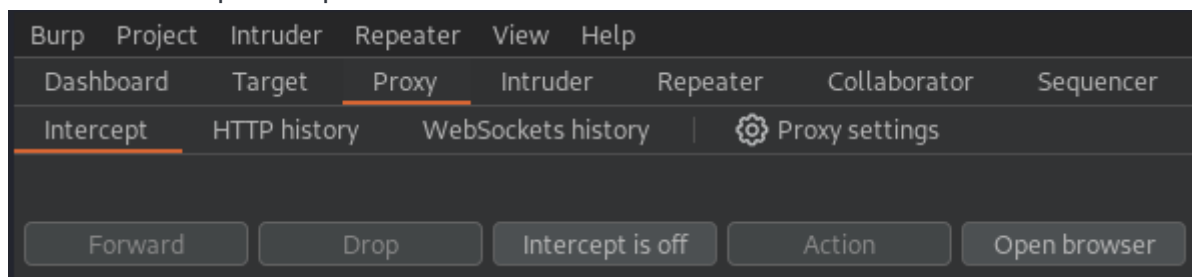 Burp Project Intruder Repeater View Help
Dashboard Target Proxy Intruder Repeater Collaborator Sequencer
Intercept HTTP history WebSockets history Proxy settings
Forward Drop Intercept is off Action Open browser